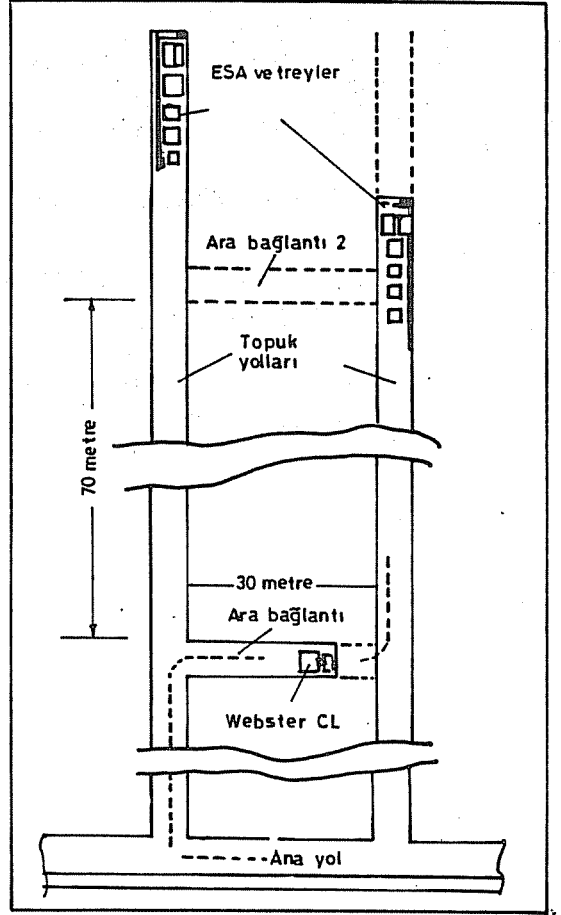 ESA ve treyler
Ara bağlantı 2
Topuk
yolları
70 metre
30 metre
Ara bağlantı
Webster CL
Ana yol